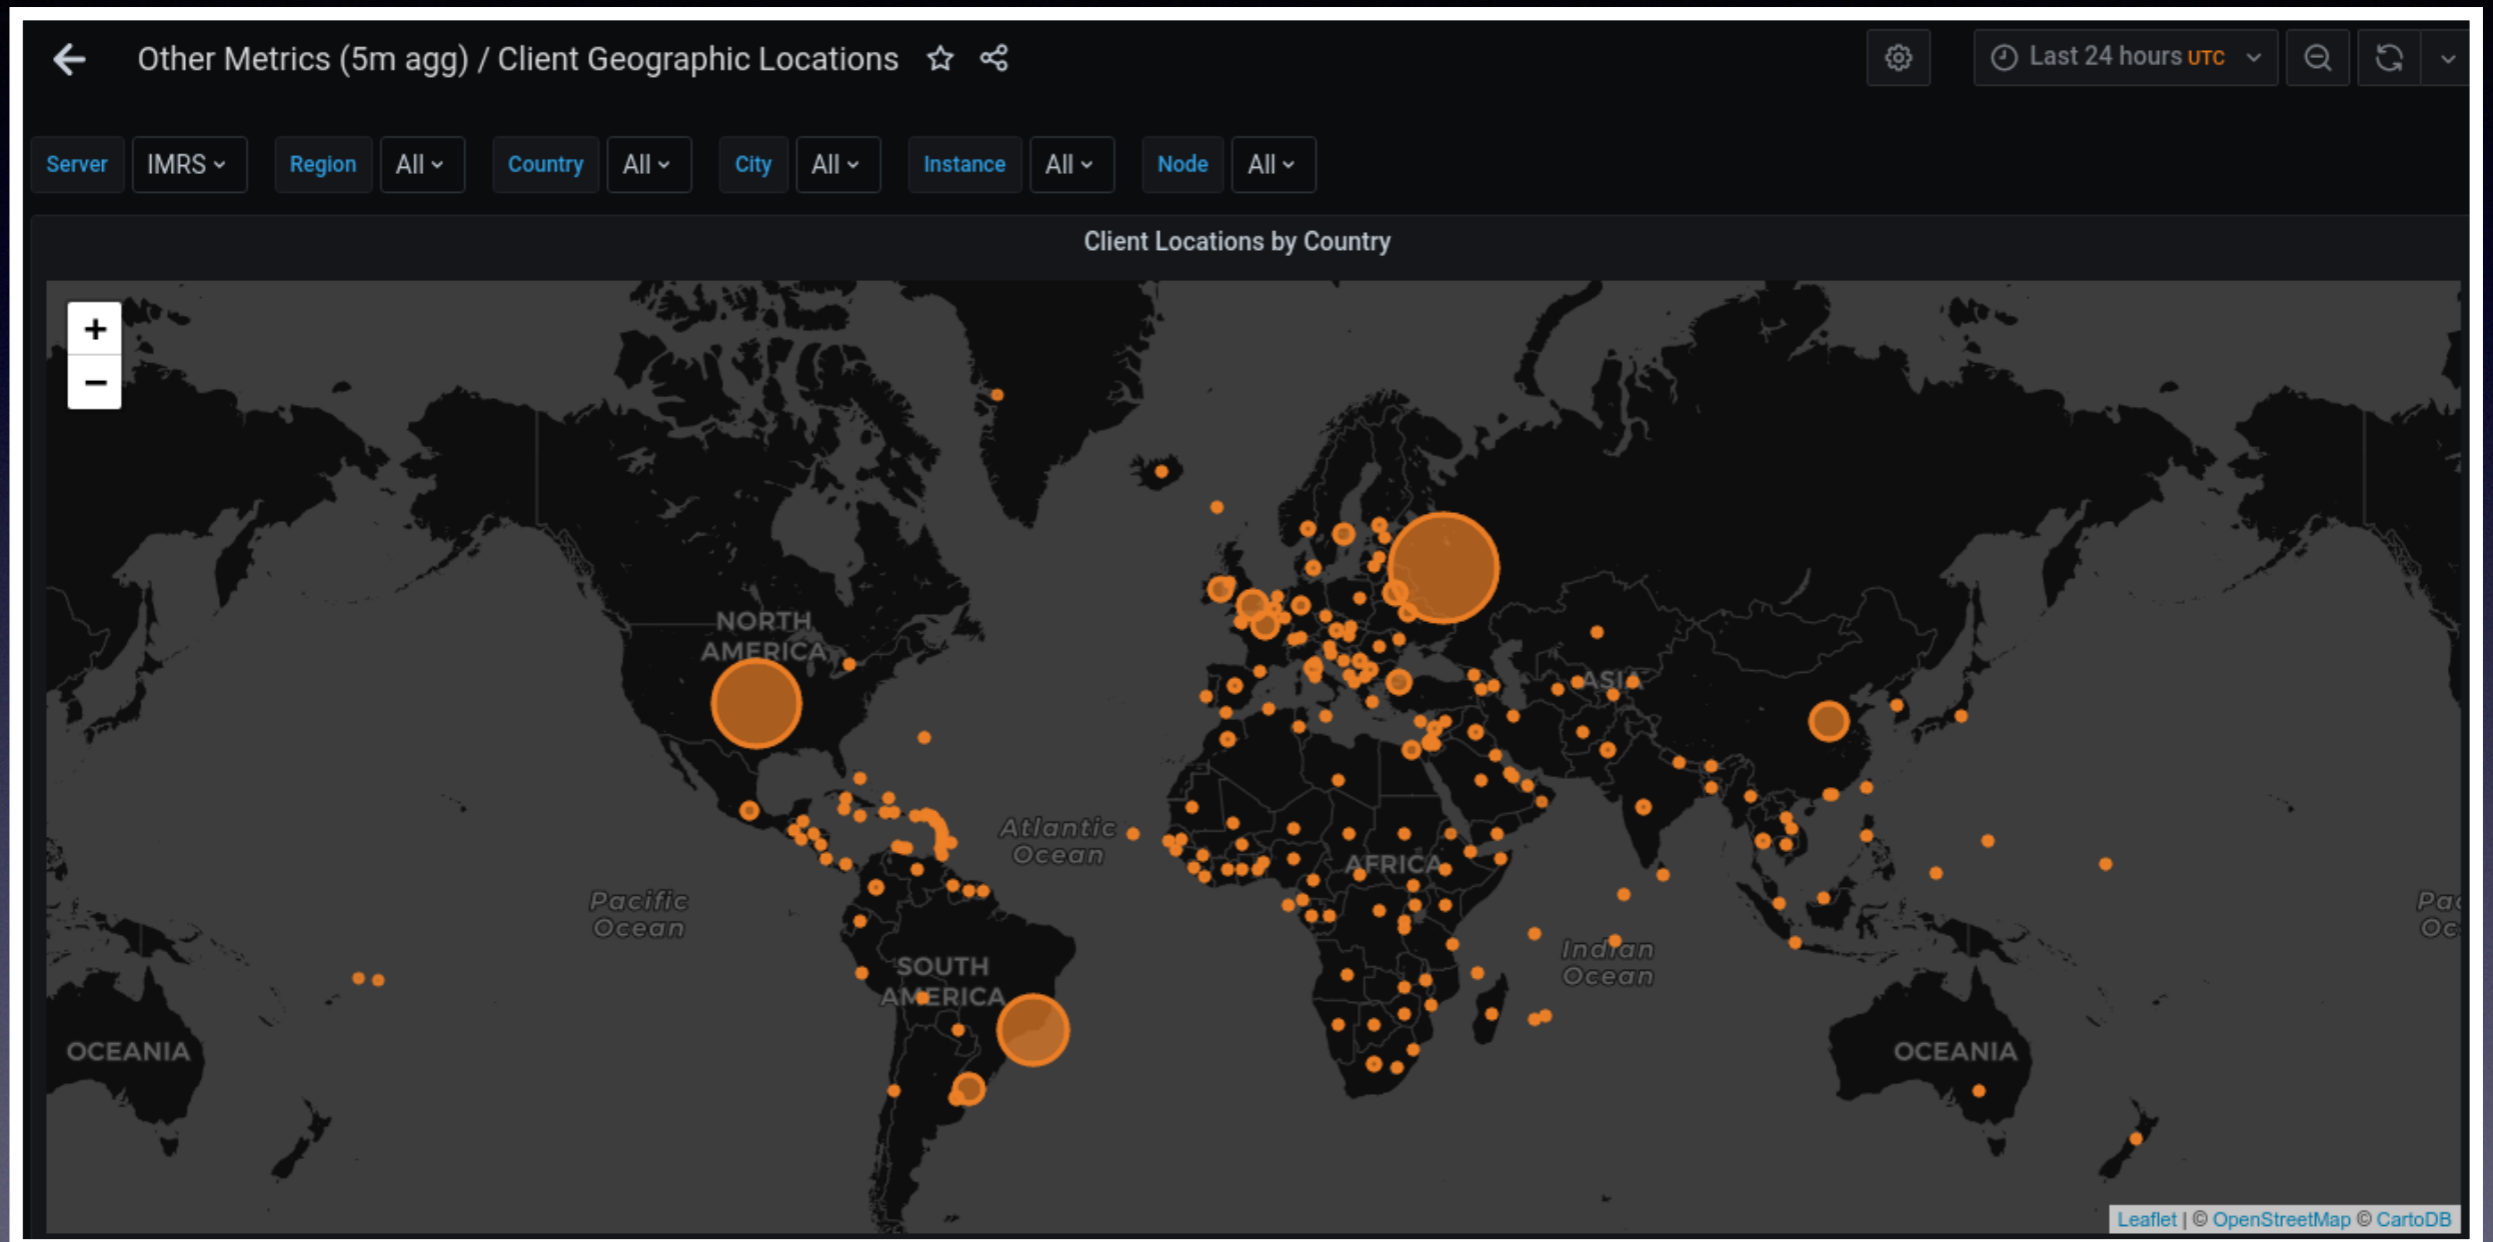 Other Metrics (5m agg) / Client Geographic Locations
Last 24 hours UTC
Server IMRS Region All Country All City All Instance All Node All
Client Locations by Country
+
−
NORTH
AMERICA
ASIA
Atlantic
Ocean
AFRICA
Pacific
Ocean
Pac
Oc
SOUTH
AMERICA
Indian
Ocean
OCEANIA
OCEANIA
Leaflet | © OpenStreetMap © CartoDB